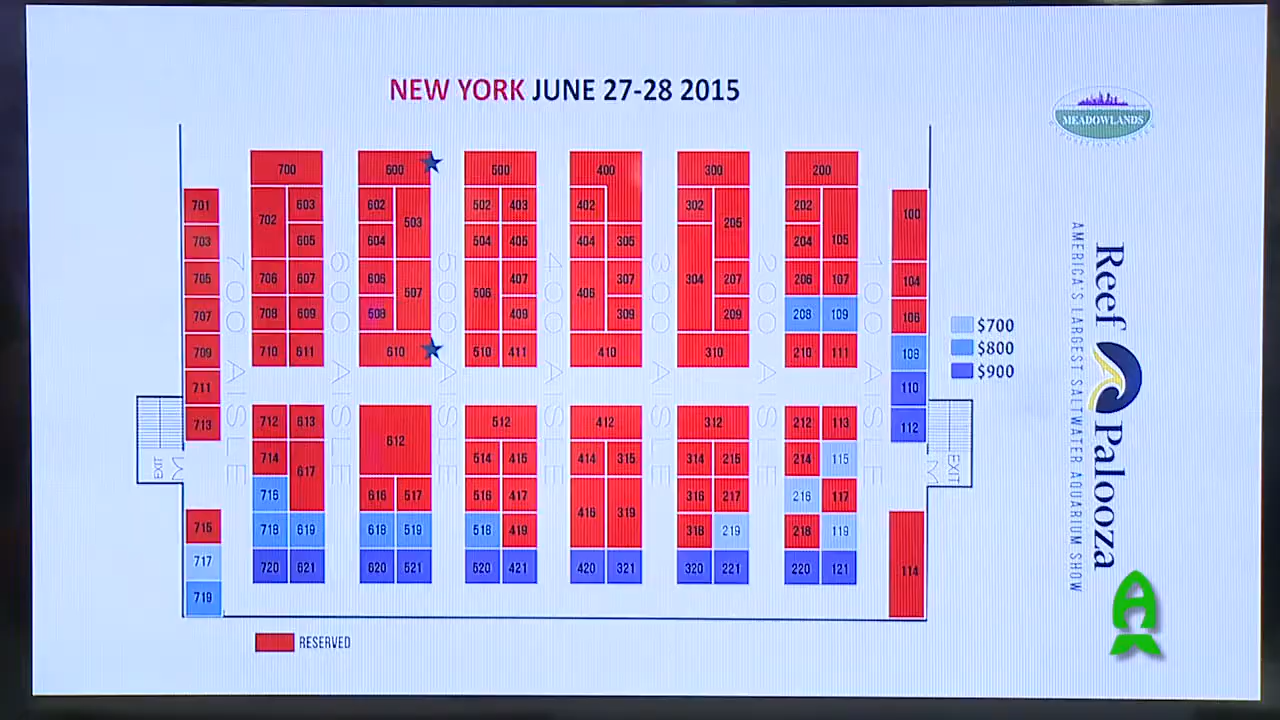 NEW YORK JUNE 27-28 2015
MEADOWLANDS
EXPOSITION CENTER
700 600 500 400 300 200
701 702 603 602 503 502 403 402 302 205 202 105 100
703 605 604 504 405 404 305 204
705 706 607 606 507 506 407 406 307 304 207 206 107 104
707 708 609 508 409 309 209 208 109 106
709 710 611 610 510 411 410 310 210 111 108
711 110
713 712 613 612 512 412 312 212 113 112
714 617 514 415 414 315 314 215 214 115
716 616 517 516 417 416 319 316 217 216 117
715 718 619 618 519 518 419 318 219 218 119
717 720 621 620 521 520 421 420 321 320 221 220 121 114
719
700 AISLE
600 AISLE
500 AISLE
400 AISLE
300 AISLE
200 AISLE
100 AISLE
EXIT
EXIT
$700
$800
$900
RESERVED
Reef Palooza
AMERICA'S LARGEST SALTWATER AQUARIUM SHOW